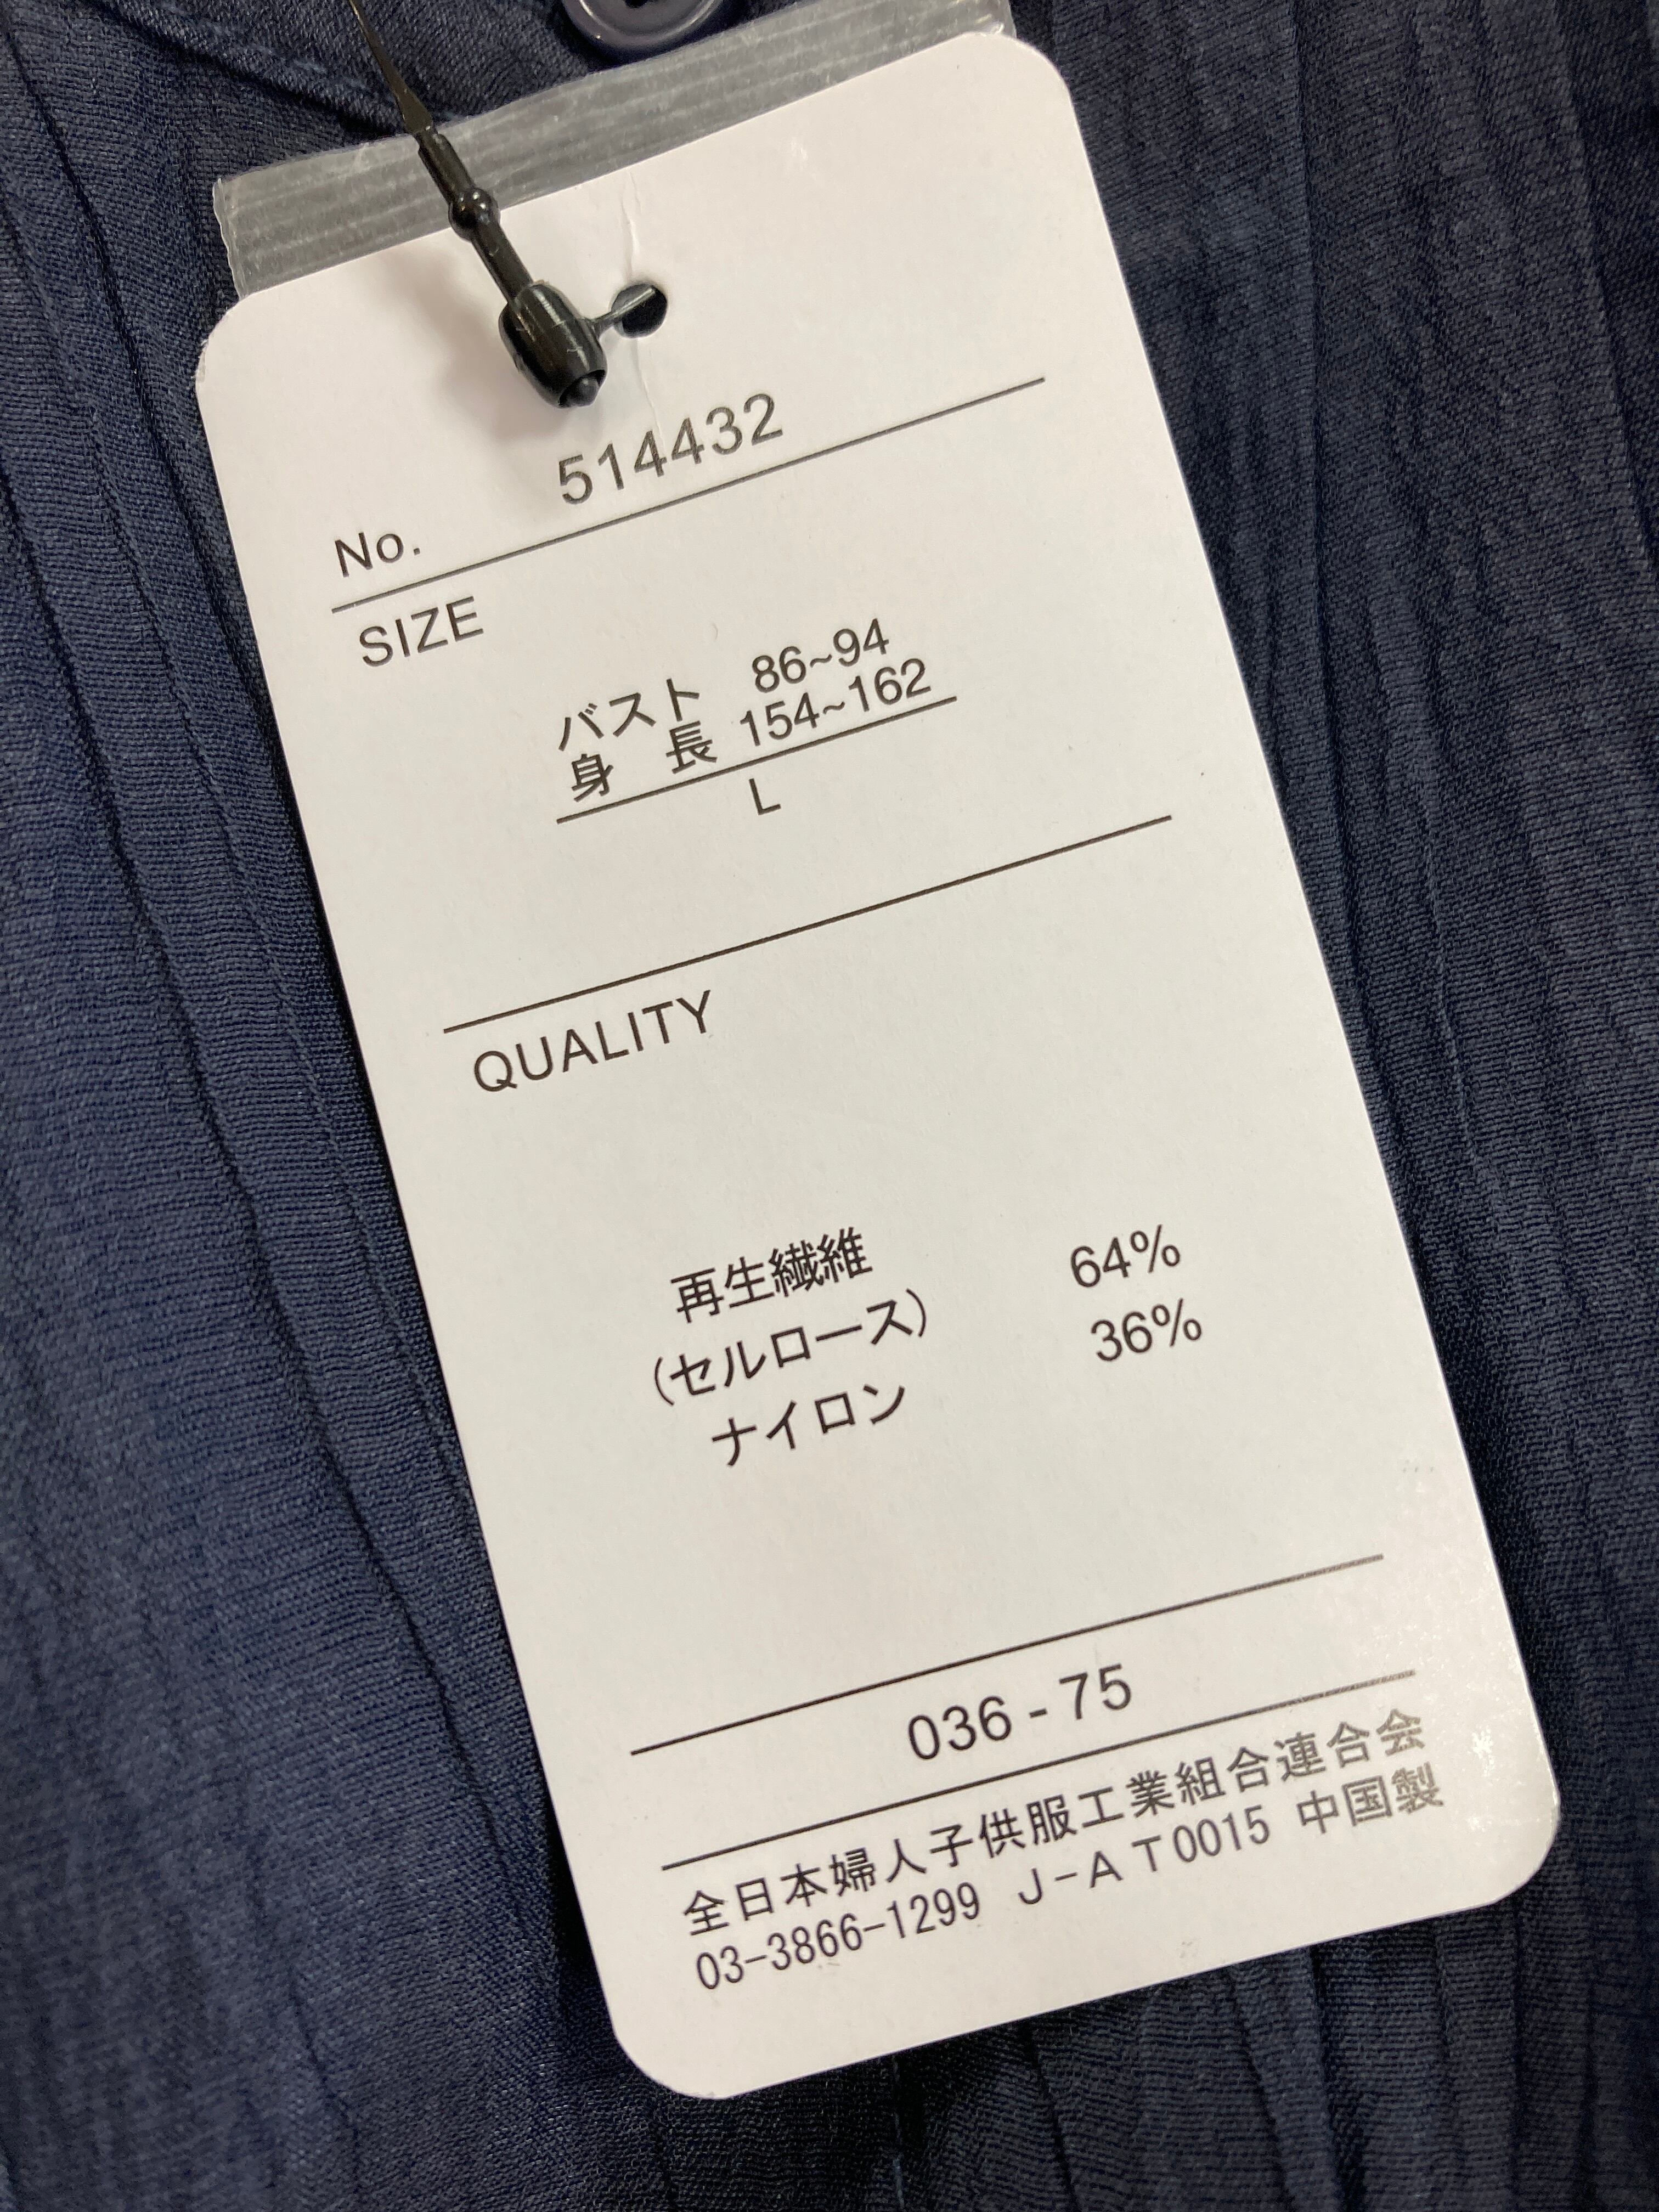 No. 514432
SIZE
バスト 86~94
身 長 154~162
L
QUALITY
再生繊維 64%
(セルロース) 36%
ナイロン
036-75
全日本婦人子供服工業組合連合会
03-3866-1299 J-AT0015 中国製